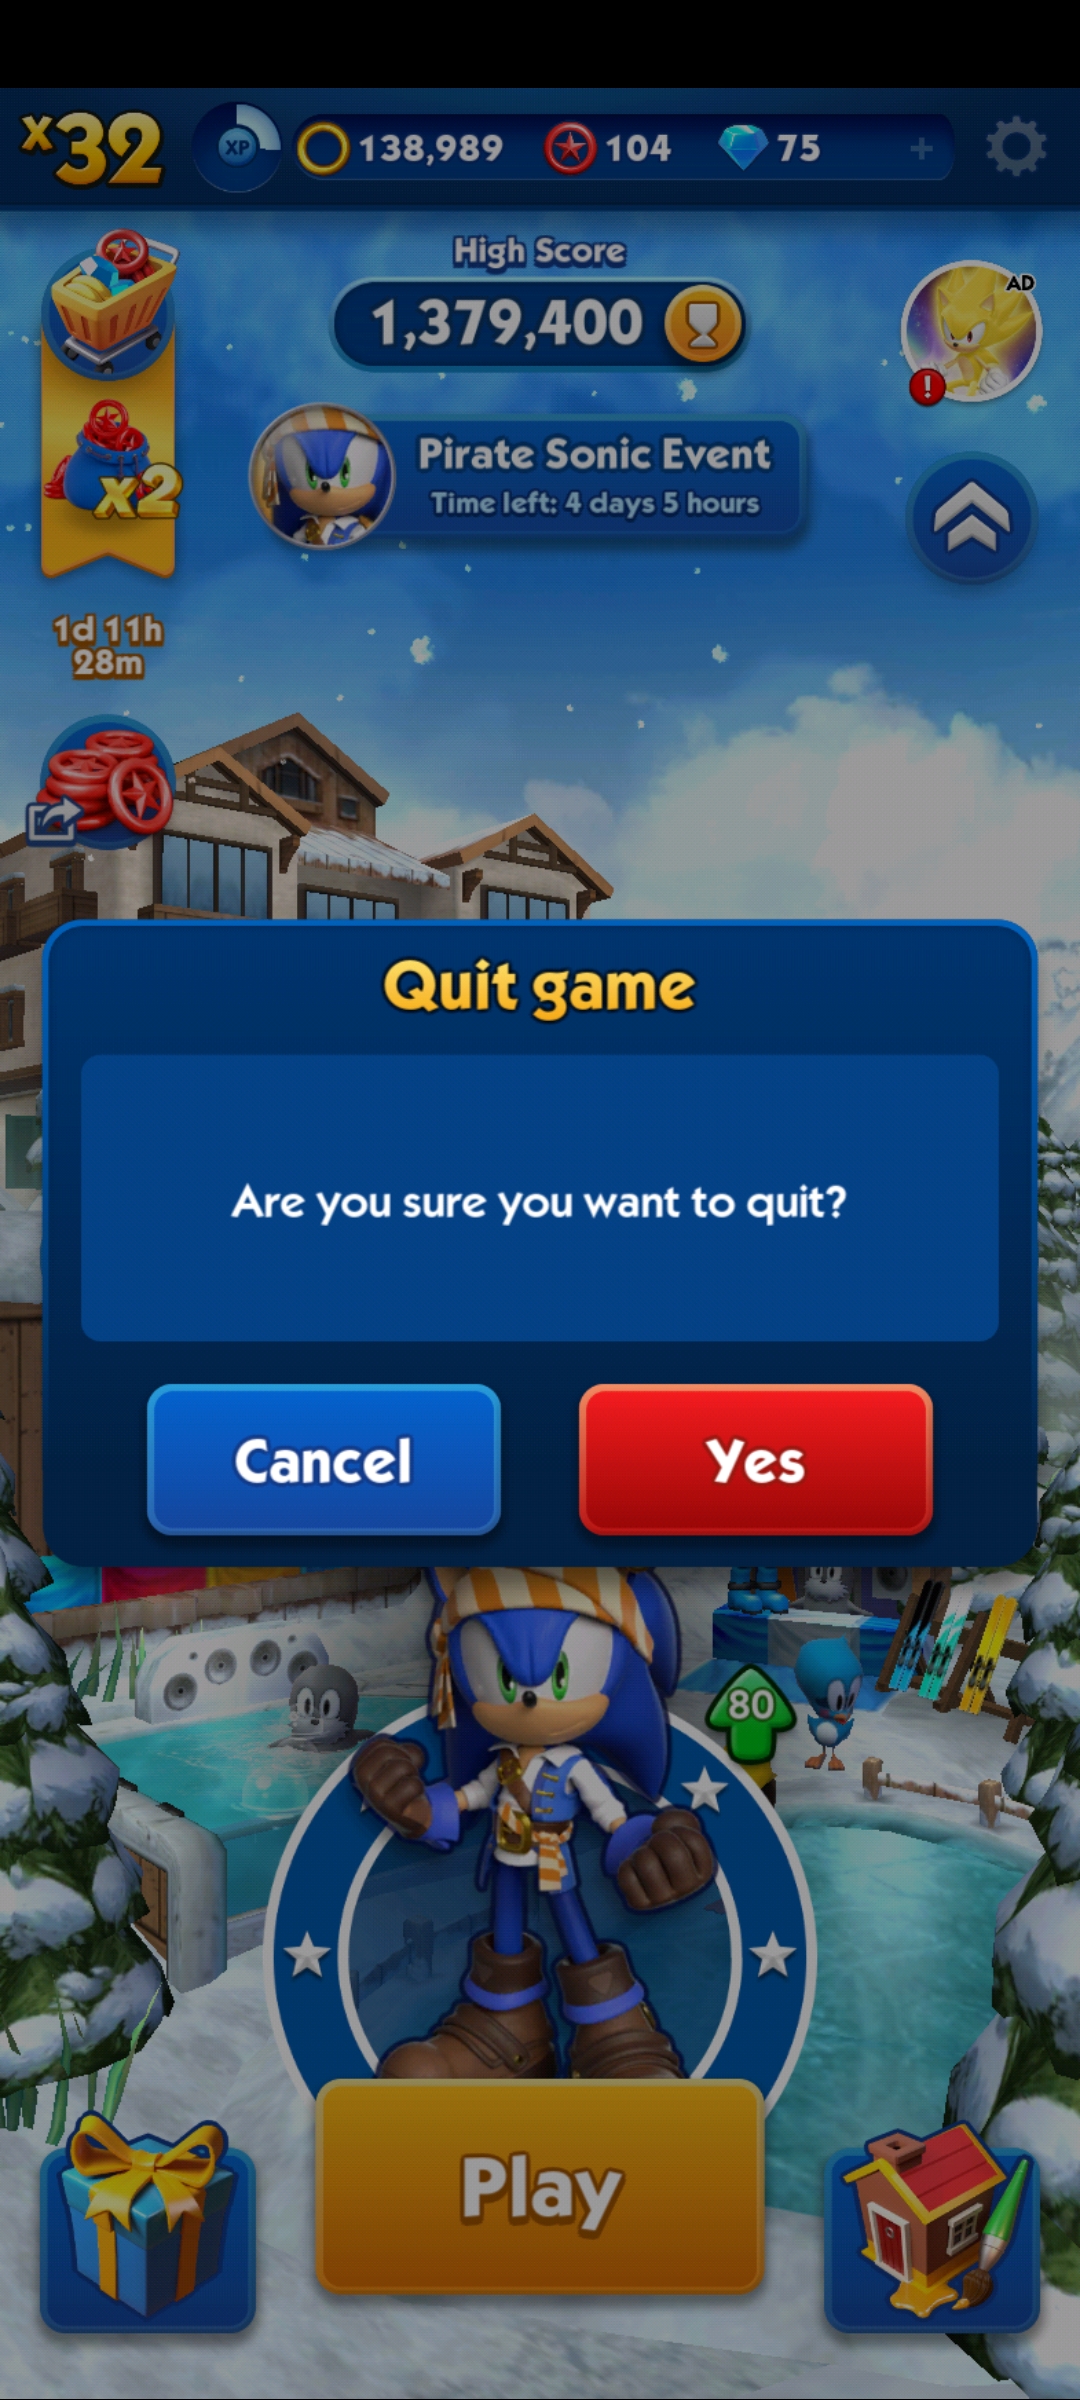 x32
XP
138,989
104
75
+
High Score
1,379,400
AD
!
Pirate Sonic Event
Time left: 4 days 5 hours
x2
1d 11h
28m
Quit game
Are you sure you want to quit?
Cancel
Yes
80
Play